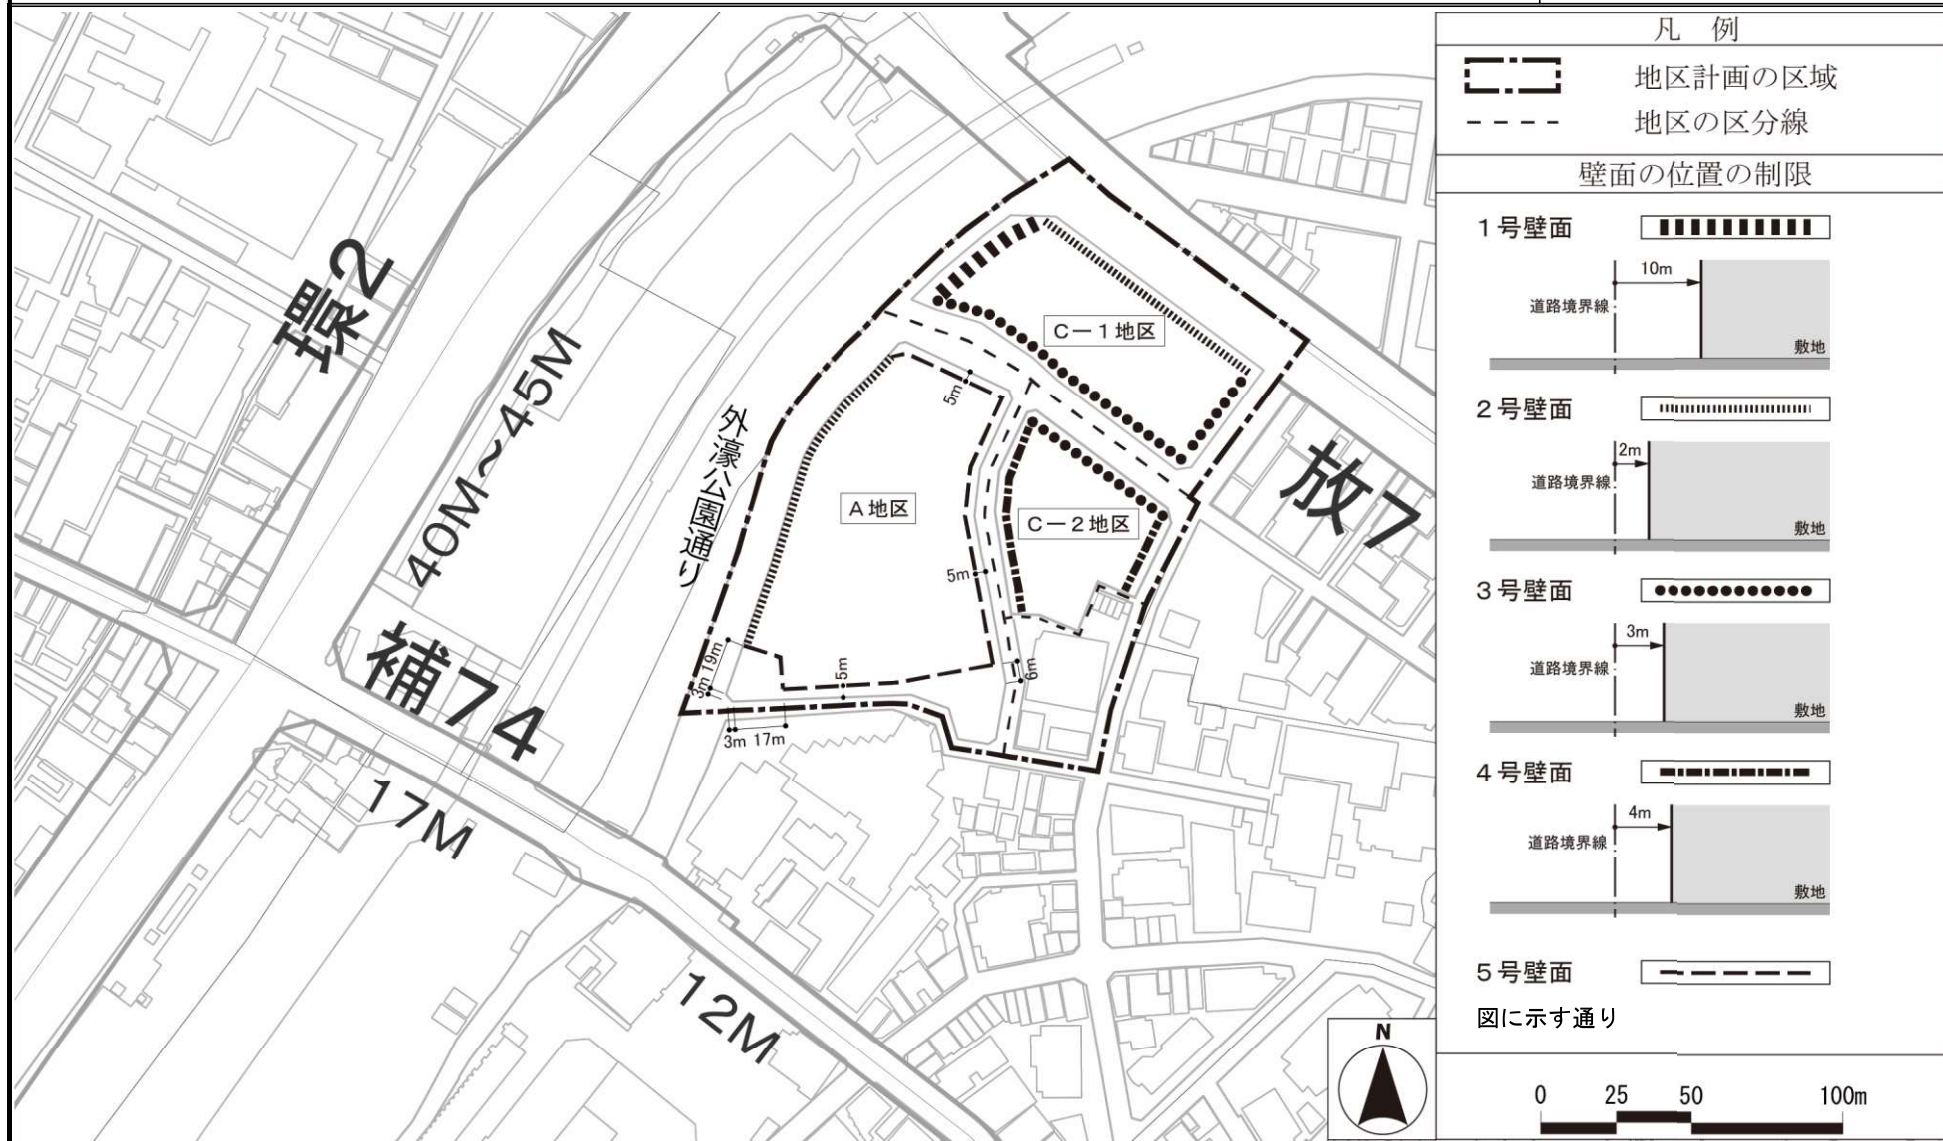 環2
40M~45M
外濠公園通り
補74
17M
12M
放7
C-1地区
A地区
C-2地区
5m
5m
5m
6m
19m
3m
3m 17m
N
凡 例
地区計画の区域
地区の区分線
壁面の位置の制限
1号壁面
10m
道路境界線
敷地
2号壁面
2m
道路境界線
敷地
3号壁面
3m
道路境界線
敷地
4号壁面
4m
道路境界線
敷地
5号壁面
図に示す通り
0 25 50 100m